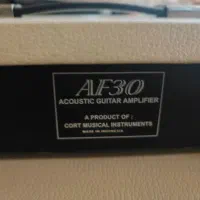 AF30
ACOUSTIC GUITAR AMPLIFIER
A PRODUCT OF :
CORT MUSICAL INSTRUMENTS
MADE IN INDONESIA